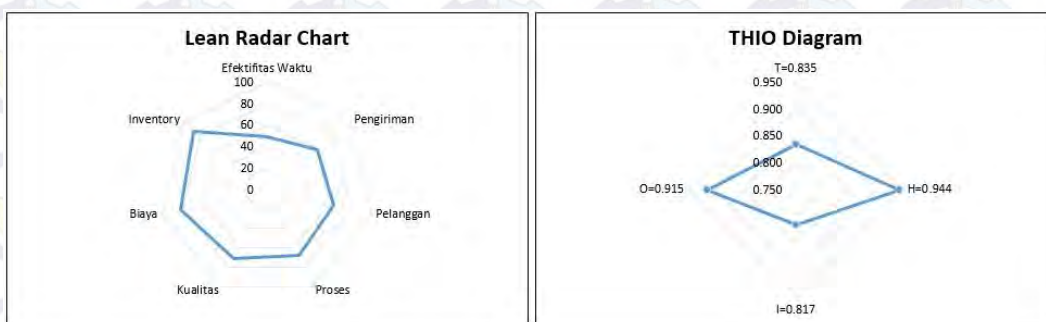 Lean Radar Chart
Efektifitas Waktu
100
80
60
40
20
0
Pengiriman
Pelanggan
Proses
Kualitas
Biaya
Inventory
THIO Diagram
T=0.835
0.950
0.900
0.850
0.800
0.750
H=0.944
I=0.817
O=0.915